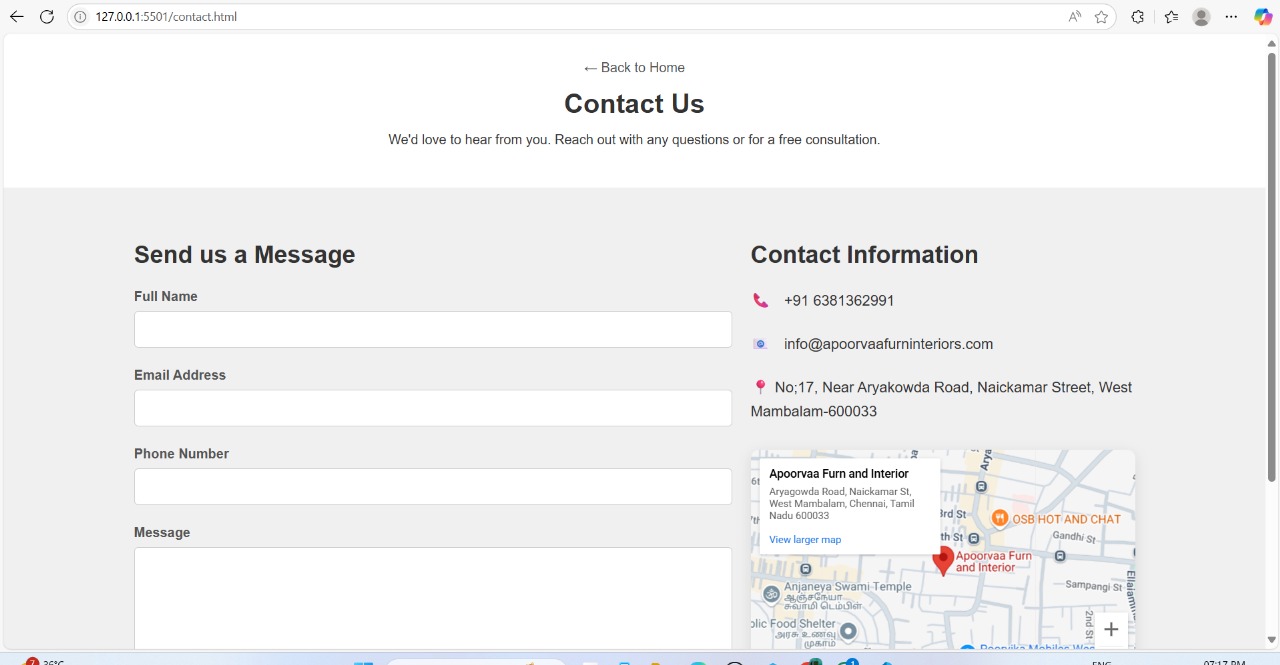 127.0.0.1:5501/contact.html
← Back to Home
Contact Us
We'd love to hear from you. Reach out with any questions or for a free consultation.
Send us a Message
Full Name
Email Address
Phone Number
Message
Contact Information
+91 6381362991
info@apoorvaafurninteriors.com
No;17, Near Aryakowda Road, Naickamar Street, West
Mambalam-600033
Apoorvaa Furn and Interior
Aryagowda Road, Naickamar St,
West Mambalam, Chennai, Tamil
Nadu 600033
View larger map
Arya
3rd St
OSB HOT AND CHAT
Gandhi St
th St
Apoorvaa Furn
and Interior
Anjaneya Swami Temple
ஆஞ்சநேயா
சுவாமி டெம்பிள்
Sampangi St
2nd St
blic Food Shelter
அரசு உணவு
முகாம்
Poorvika Mobiles Wes
7
36°C
1
ENG
07:17 PM